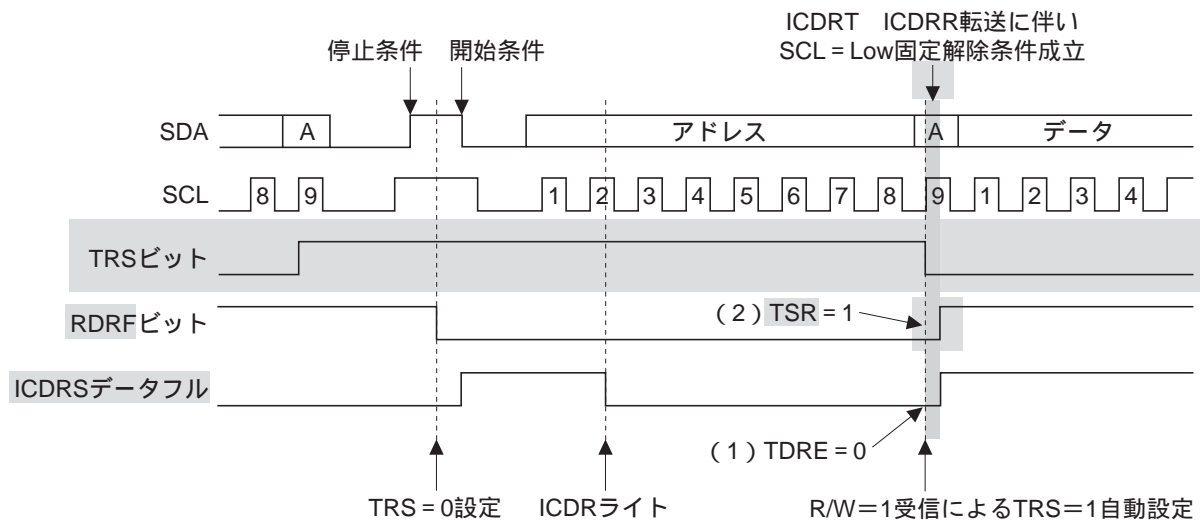 ICDRT ICDRR転送に伴い
SCL = Low固定解除条件成立
停止条件 開始条件
SDA A アドレス A データ
SCL 8 9 1 2 3 4 5 6 7 8 9 1 2 3 4
TRSビット
RDRFビット (2) TSR = 1
ICDRSデータフル
(1) TDRE = 0
TRS = 0設定 ICDRライト R/W=1受信によるTRS=1自動設定